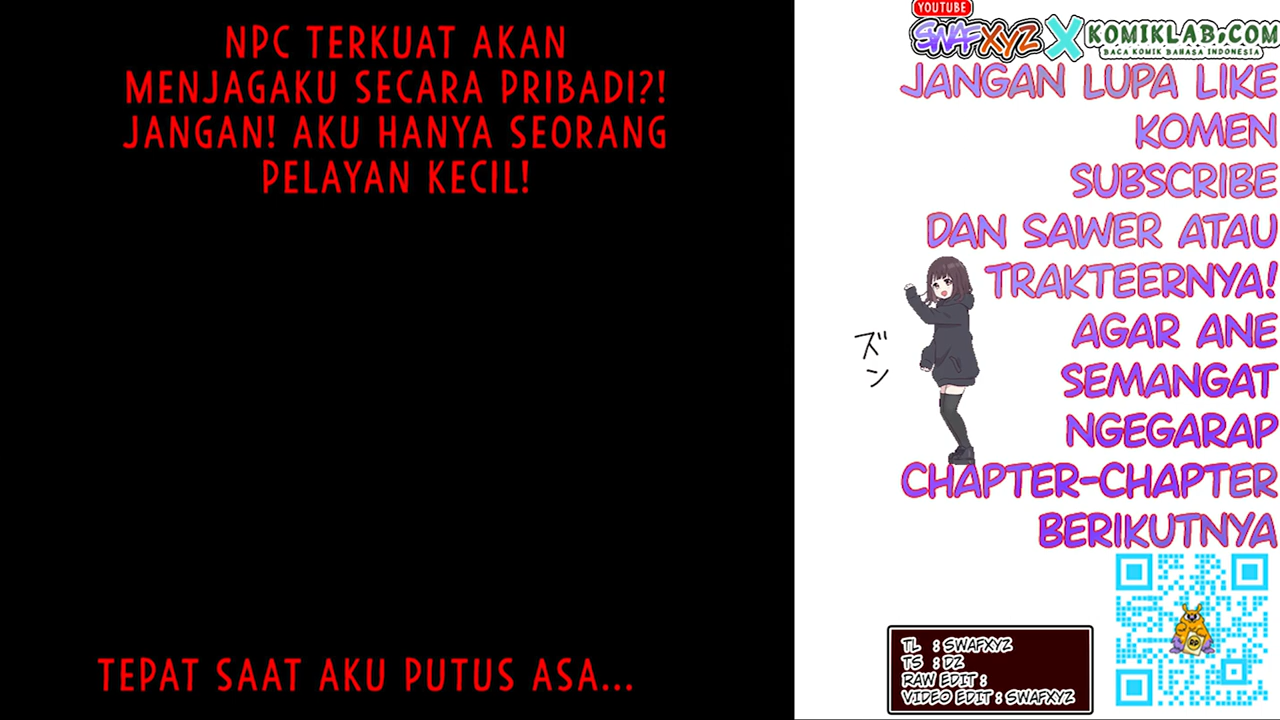 NPC TERKUAT AKAN
MENJAGAKU SECARA PRIBADI?!
JANGAN! AKU HANYA SEORANG
PELAYAN KECIL!
TEPAT SAAT AKU PUTUS ASA...
YOUTUBE
SWAFXYZ X KOMIKLAB.COM
BACA KOMIK BAHASA INDONESIA
JANGAN LUPA LIKE
KOMEN
SUBSCRIBE
DAN SAWER ATAU
TRAKTEERNYA!
AGAR ANE
SEMANGAT
NGEGARAP
CHAPTER-CHAPTER
BERIKUTNYA
ズン
TL : SWAFXYZ
TS : DZ
RAW EDIT :
VIDEO EDIT : SWAFXYZ